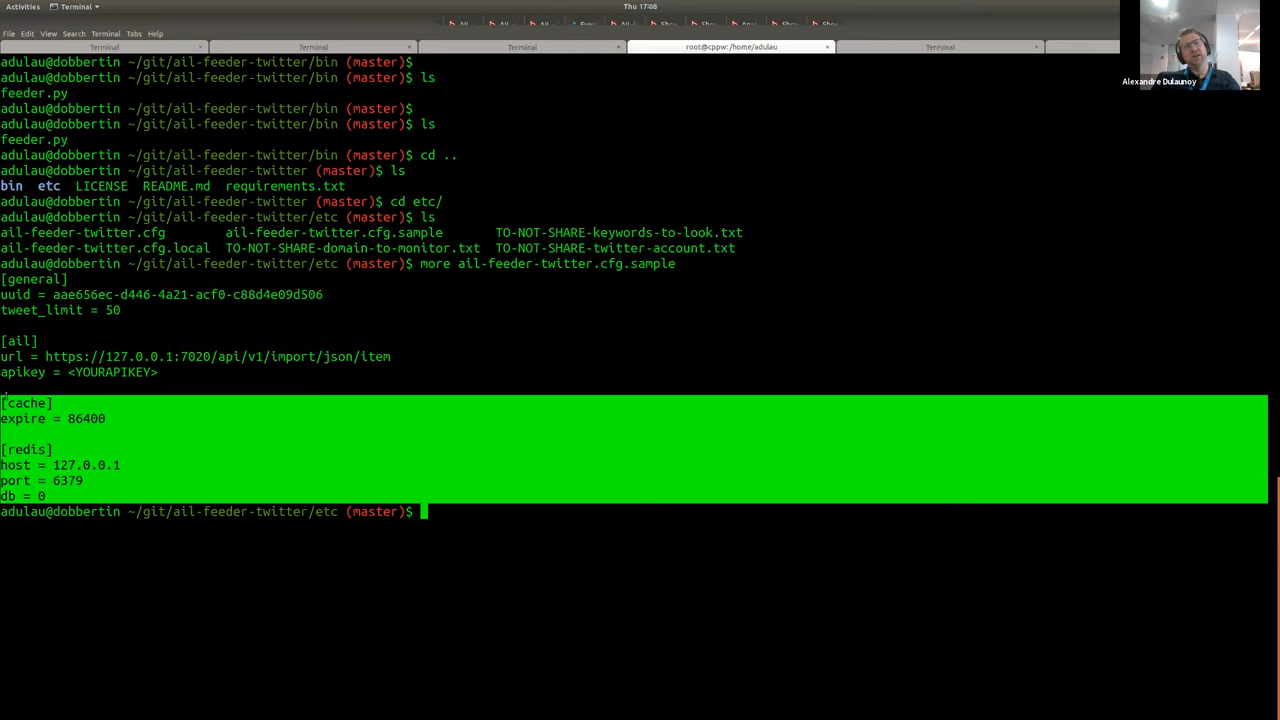 Activities Terminal Thu 17:08
File Edit View Search Terminal Tabs Help
Terminal × Terminal × Terminal × root@cppw: /home/adulau × Terminal ×
Alexandre Dulaunoy
adulau@dobbertin ~/git/ail-feeder-twitter/bin (master)$
adulau@dobbertin ~/git/ail-feeder-twitter/bin (master)$ ls
feeder.py
adulau@dobbertin ~/git/ail-feeder-twitter/bin (master)$
adulau@dobbertin ~/git/ail-feeder-twitter/bin (master)$ ls
feeder.py
adulau@dobbertin ~/git/ail-feeder-twitter/bin (master)$ cd ..
adulau@dobbertin ~/git/ail-feeder-twitter (master)$ ls
bin etc LICENSE README.md requirements.txt
adulau@dobbertin ~/git/ail-feeder-twitter (master)$ cd etc/
adulau@dobbertin ~/git/ail-feeder-twitter/etc (master)$ ls
ail-feeder-twitter.cfg ail-feeder-twitter.cfg.sample TO-NOT-SHARE-keywords-to-look.txt
ail-feeder-twitter.cfg.local TO-NOT-SHARE-domain-to-monitor.txt TO-NOT-SHARE-twitter-account.txt
adulau@dobbertin ~/git/ail-feeder-twitter/etc (master)$ more ail-feeder-twitter.cfg.sample
[general]
uuid = aae656ec-d446-4a21-acf0-c88d4e09d506
tweet_limit = 50
[ail]
url = https://127.0.0.1:7020/api/v1/import/json/item
apikey = <YOURAPIKEY>
[cache]
expire = 86400
[redis]
host = 127.0.0.1
port = 6379
db = 0
adulau@dobbertin ~/git/ail-feeder-twitter/etc (master)$